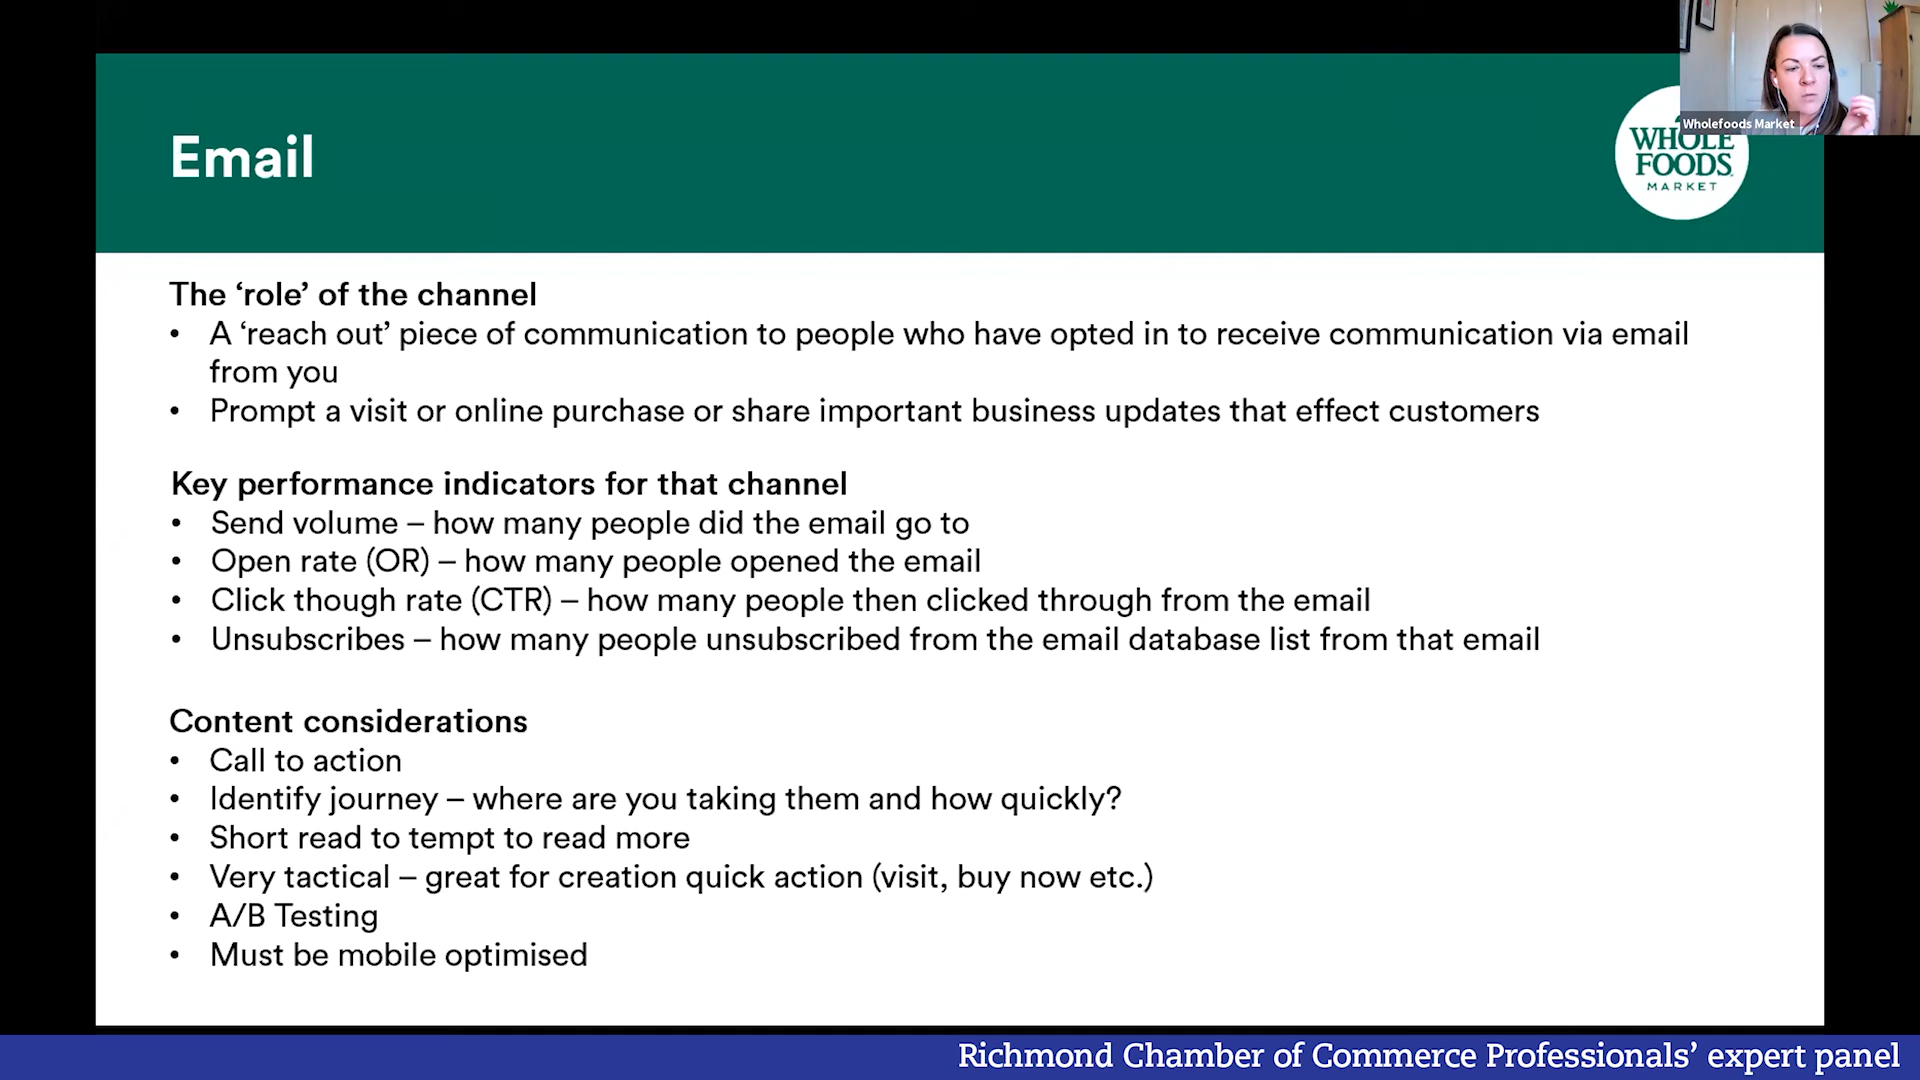 Email
Wholefoods Market
WHOLE
FOODS
MARKET
The ‘role’ of the channel
• A ‘reach out’ piece of communication to people who have opted in to receive communication via email
from you
• Prompt a visit or online purchase or share important business updates that effect customers
Key performance indicators for that channel
• Send volume – how many people did the email go to
• Open rate (OR) – how many people opened the email
• Click though rate (CTR) – how many people then clicked through from the email
• Unsubscribes – how many people unsubscribed from the email database list from that email
Content considerations
• Call to action
• Identify journey – where are you taking them and how quickly?
• Short read to tempt to read more
• Very tactical – great for creation quick action (visit, buy now etc.)
• A/B Testing
• Must be mobile optimised
Richmond Chamber of Commerce Professionals’ expert panel